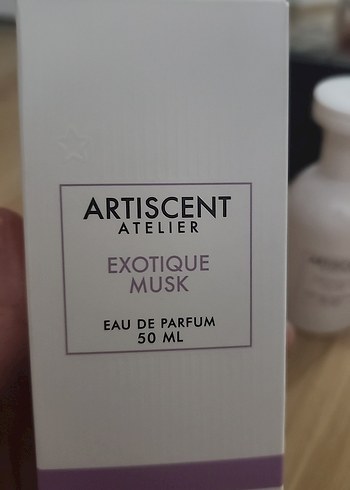 ARTISCENT
ATELIER
EXOTIQUE
MUSK
EAU DE PARFUM
50 ML